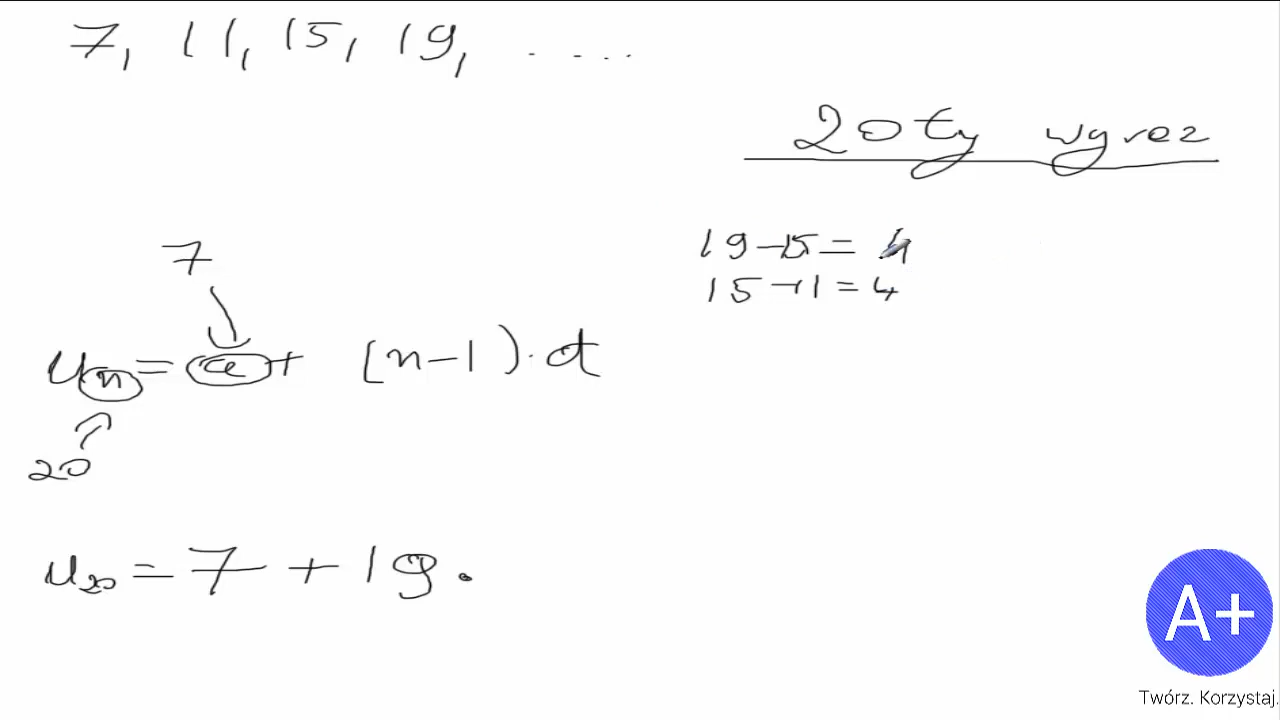 7, 11, 15, 19, .....
20ty wyrez
7
19-15= 4
15-11=4
un=a+ (n-1)·d
20
u20=7+19·
A+
Twórz. Korzystaj.